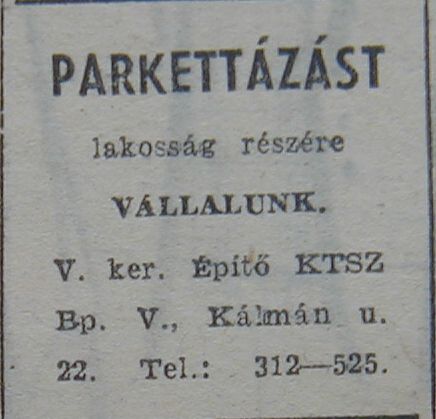 PARKETTÁZÁST
lakosság részére
VÁLLALUNK.
V. ker. Építő KTSZ
Bp. V., Kálmán u.
22. Tel.: 312—525.